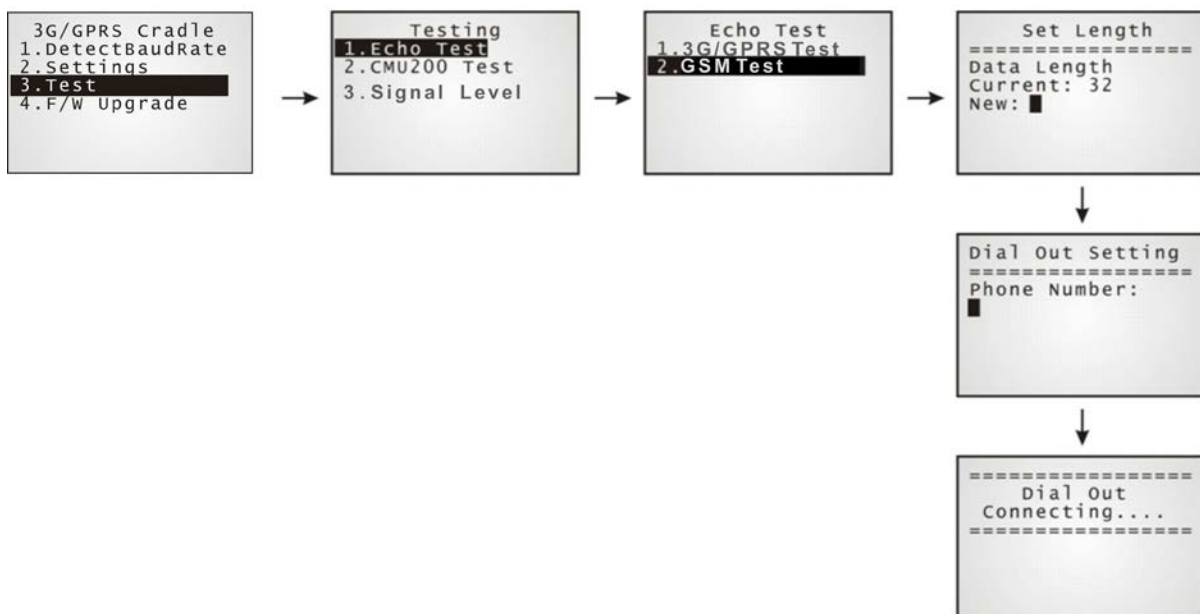 3G/GPRS Cradle
1.DetectBaudRate
2.Settings
3.Test
4.F/W Upgrade
Testing
1.Echo Test
2.CMU200 Test
3.Signal Level
Echo Test
1.3G/GPRS Test
2.GSM Test
Set Length
=================
Data Length
Current: 32
New:
Dial Out Setting
=================
Phone Number:
=================
Dial Out
Connecting....
=================